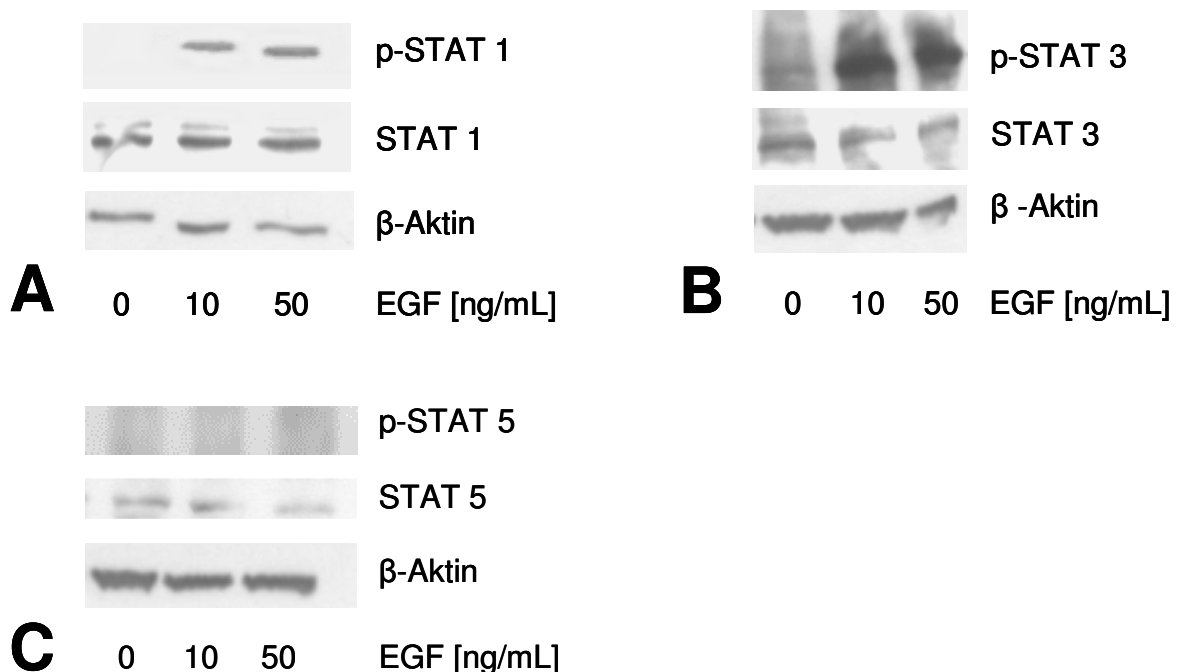 p-STAT 1
STAT 1
β-Aktin
A 0 10 50 EGF [ng/mL]
p-STAT 3
STAT 3
β -Aktin
B 0 10 50 EGF [ng/mL]
p-STAT 5
STAT 5
β-Aktin
C 0 10 50 EGF [ng/mL]